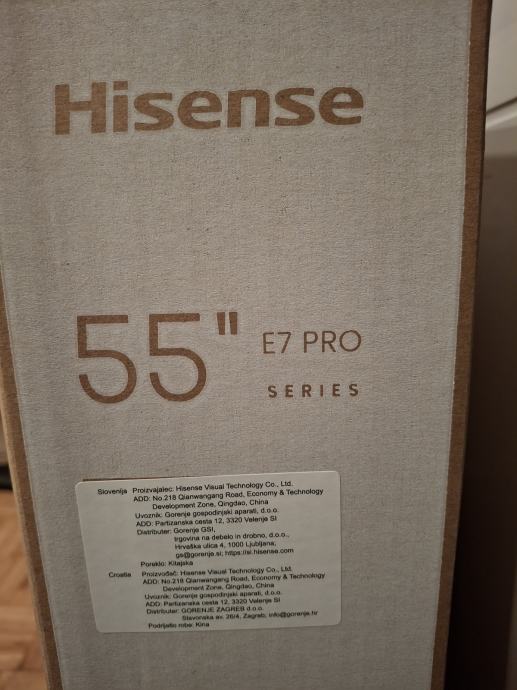 Hisense
55" E7 PRO
SERIES
Slovenija Proizvajalec: Hisense Visual Technology Co., Ltd.
ADD: No.218 Qianwangang Road, Economy & Technology
Development Zone, Qingdao, China
Uvoznik: Gorenje gospodinjski aparati, d.o.o.
ADD: Partizanska cesta 12, 3320 Velenje SI
Distributer: Gorenje GSI,
trgovina na debelo in drobno, d.o.o.,
Hrvaška ulica 4, 1000 Ljubljana;
gs@gorenje.si; https://si.hisense.com
Poreklo: Kitajska
Croatia Proizvođač: Hisense Visual Technology Co., Ltd.
ADD: No.218 Qianwangang Road, Economy & Technology
Development Zone, Qingdao, China
Uvoznik: Gorenje gospodinjski aparati, d.o.o.
ADD: Partizanska cesta 12, 3320 Velenje SI
Distributer: GORENJE ZAGREB d.o.o.
Slavonska av. 26/4, Zagreb; info@gorenje.hr
Podrijetlo robe: Kina